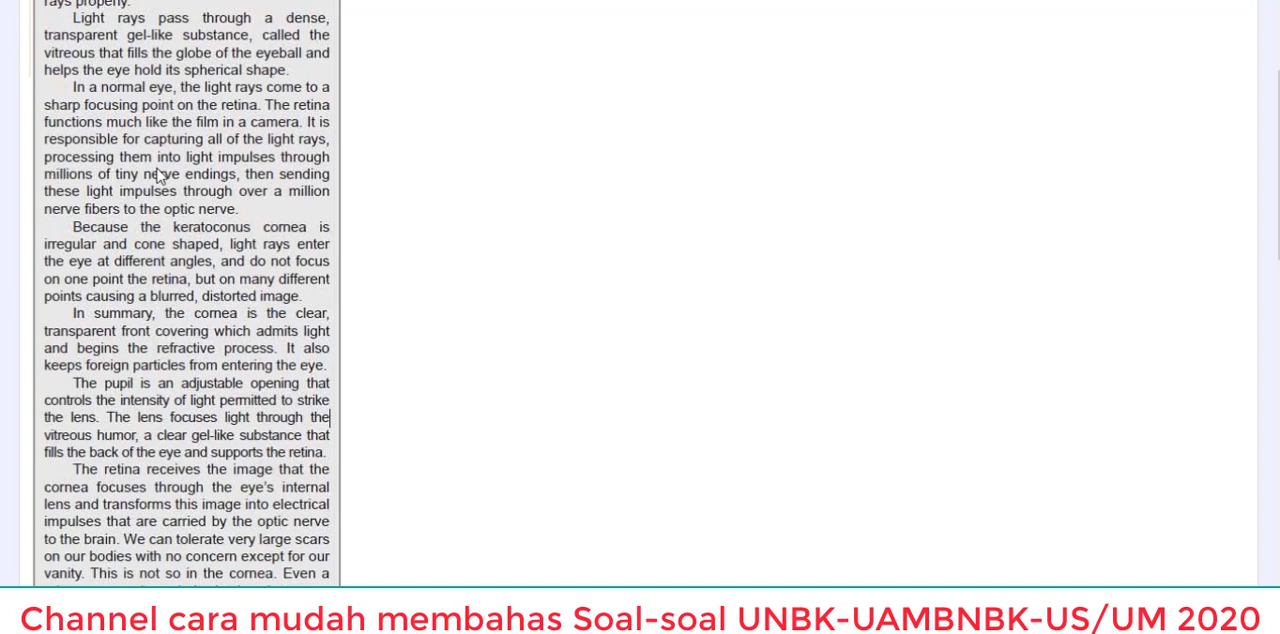 rays properly.
Light rays pass through a dense,
transparent gel-like substance, called the
vitreous that fills the globe of the eyeball and
helps the eye hold its spherical shape.
In a normal eye, the light rays come to a
sharp focusing point on the retina. The retina
functions much like the film in a camera. It is
responsible for capturing all of the light rays,
processing them into light impulses through
millions of tiny nerve endings, then sending
these light impulses through over a million
nerve fibers to the optic nerve.
Because the keratoconus cornea is
irregular and cone shaped, light rays enter
the eye at different angles, and do not focus
on one point the retina, but on many different
points causing a blurred, distorted image.
In summary, the cornea is the clear,
transparent front covering which admits light
and begins the refractive process. It also
keeps foreign particles from entering the eye.
The pupil is an adjustable opening that
controls the intensity of light permitted to strike
the lens. The lens focuses light through the
vitreous humor, a clear gel-like substance that
fills the back of the eye and supports the retina.
The retina receives the image that the
cornea focuses through the eye's internal
lens and transforms this image into electrical
impulses that are carried by the optic nerve
to the brain. We can tolerate very large scars
on our bodies with no concern except for our
vanity. This is not so in the cornea. Even a
Channel cara mudah membahas Soal-soal UNBK-UAMBNBK-US/UM 2020